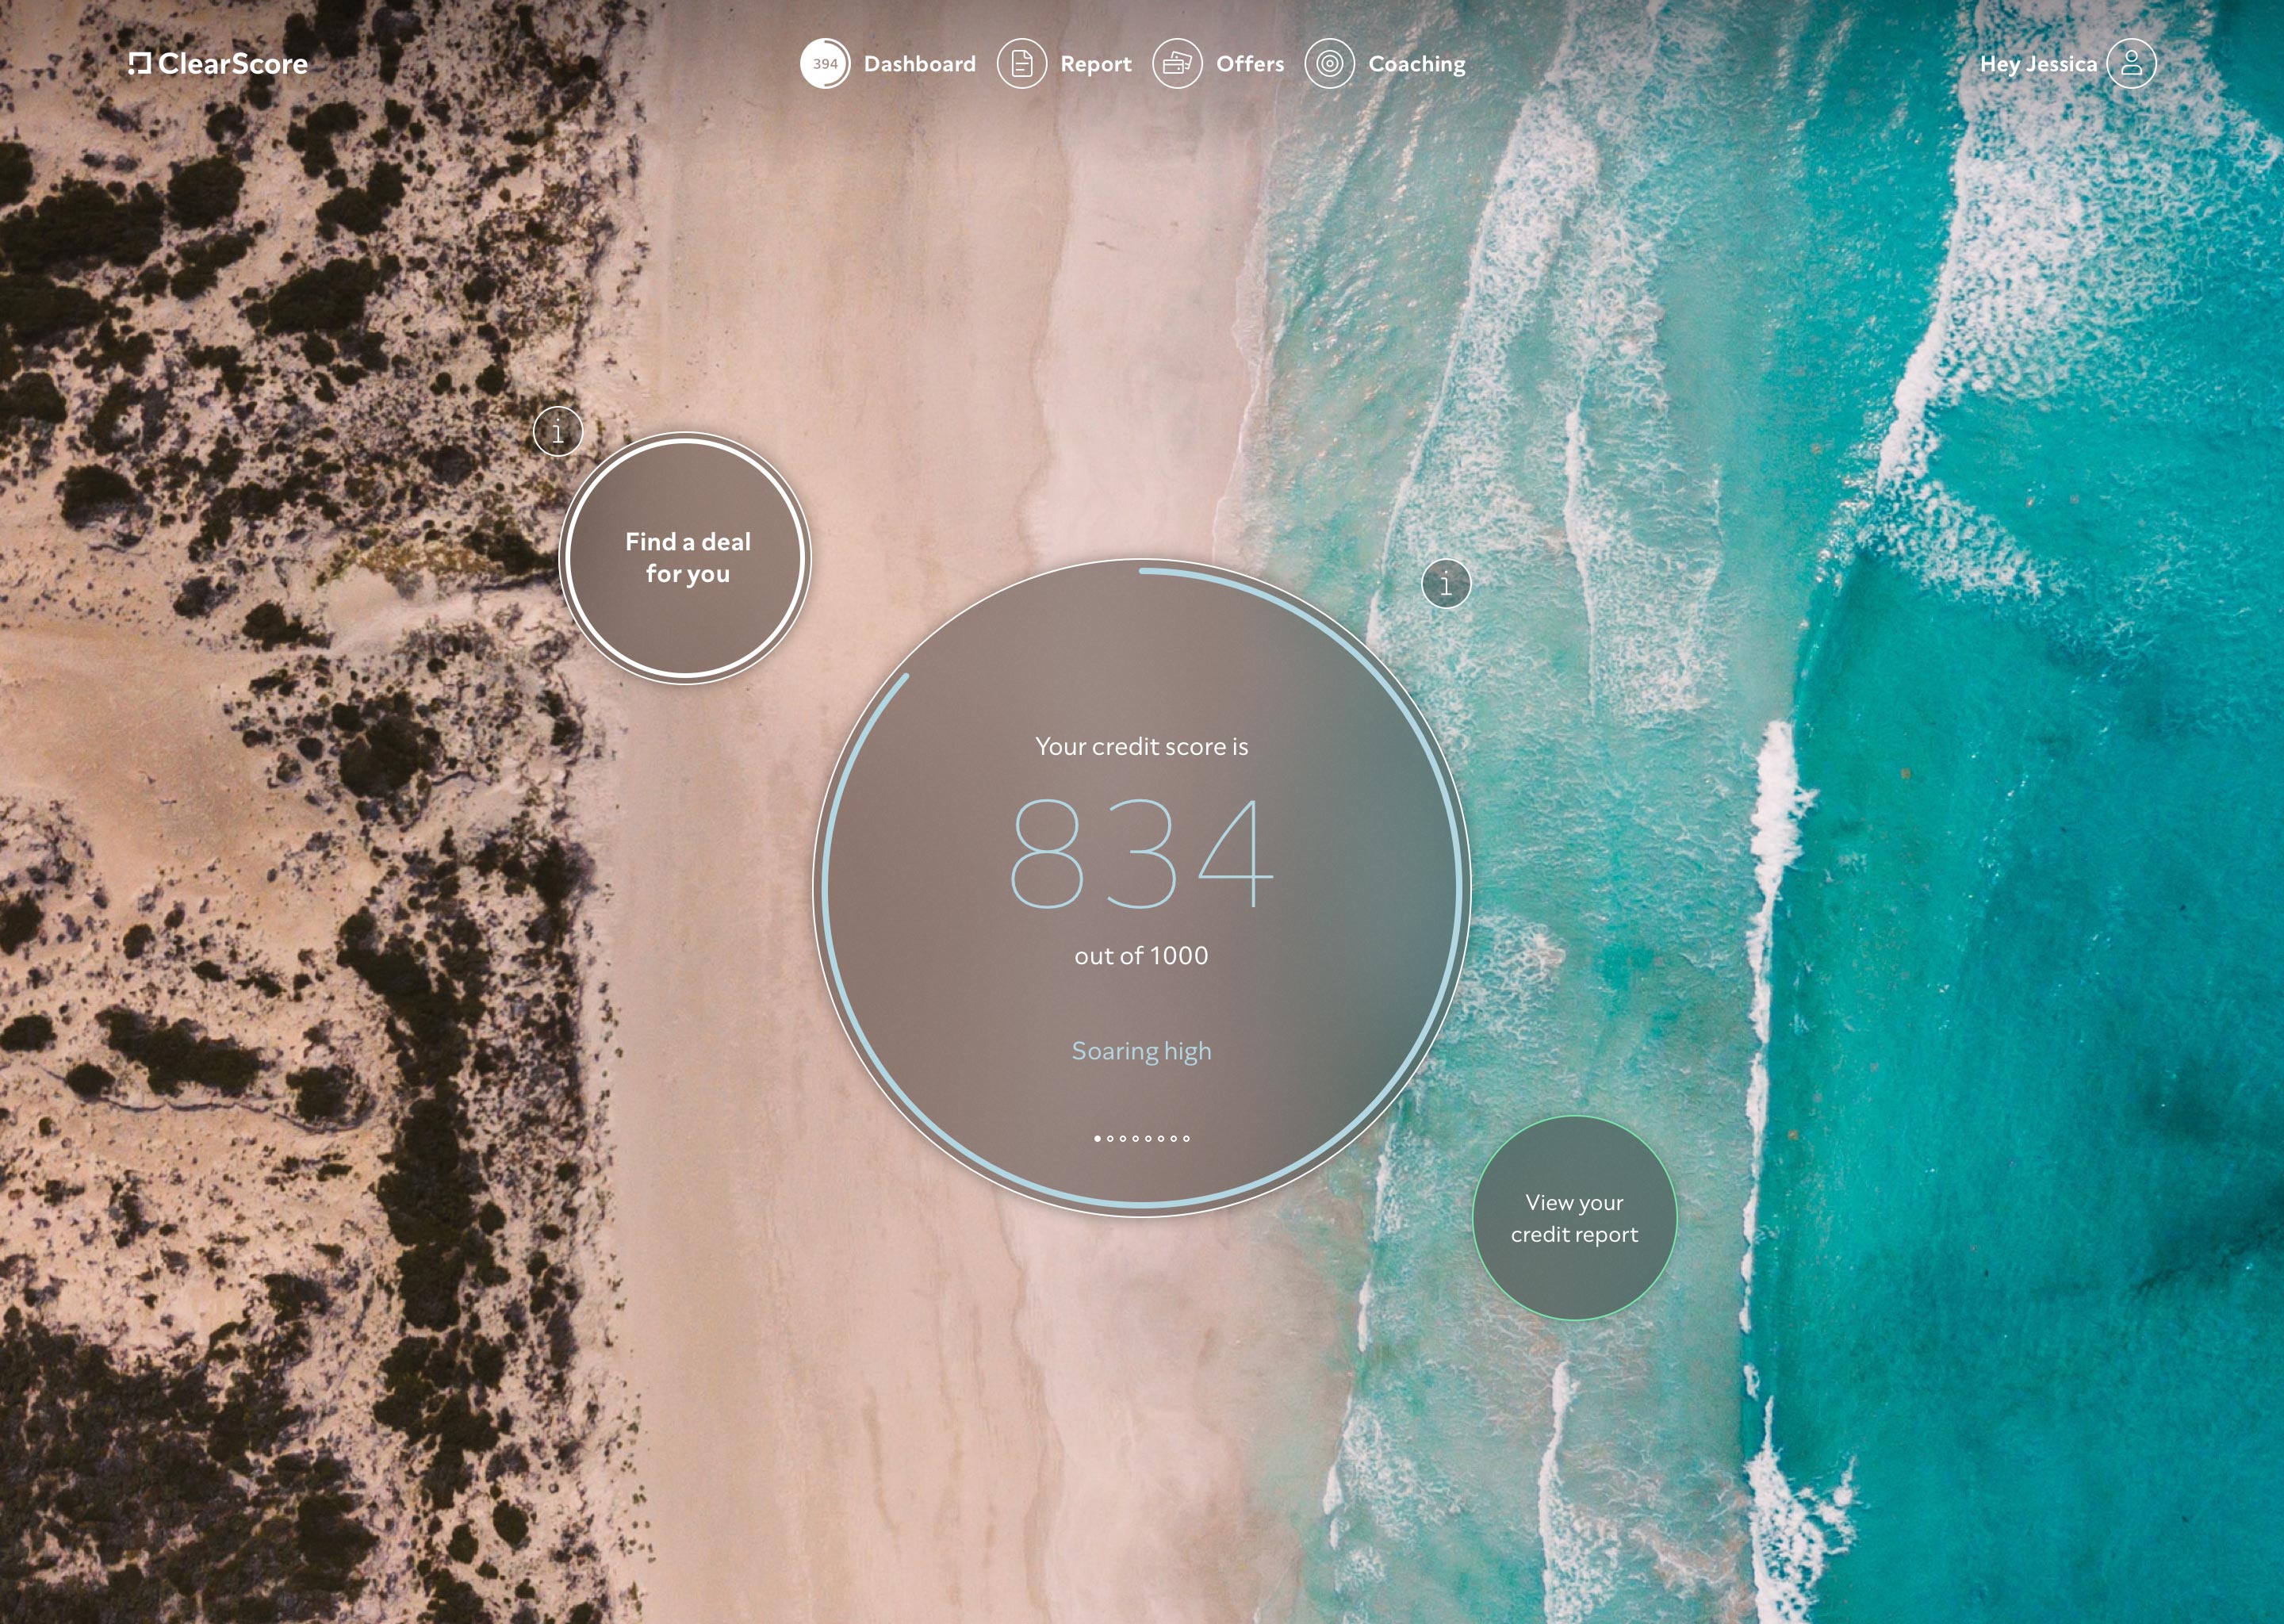 ClearScore
394 Dashboard Report Offers Coaching
Hey Jessica
i
Find a deal
for you
i
Your credit score is
834
out of 1000
Soaring high
View your
credit report